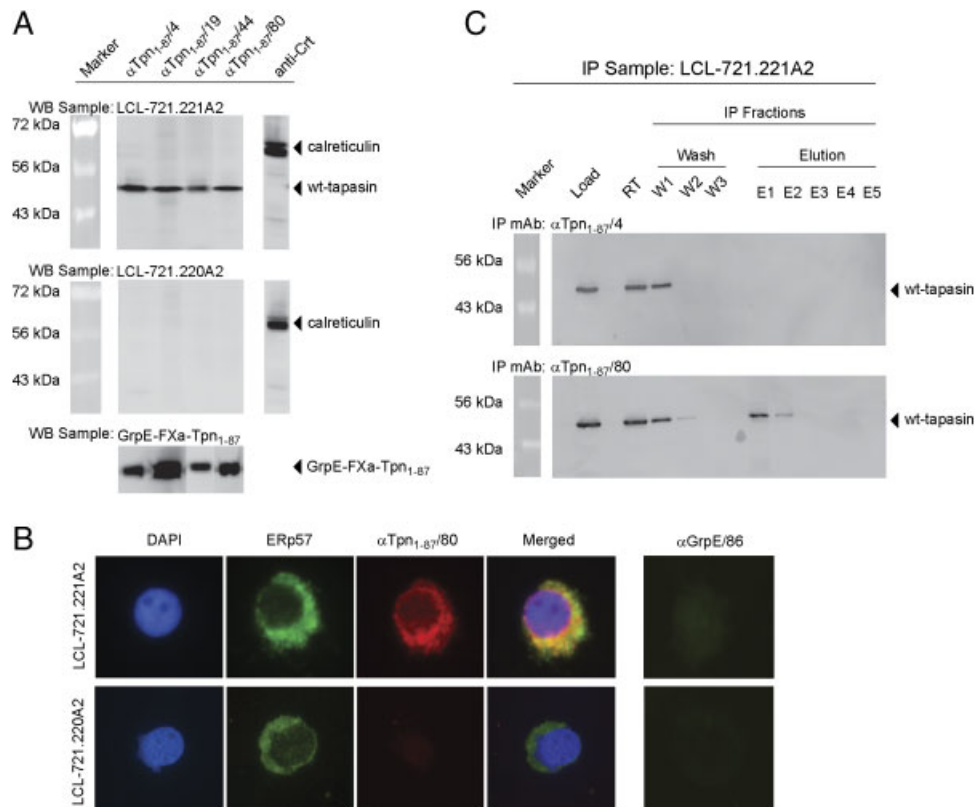 A
Marker
αTpn1-87/4
αTpn1-87/19
αTpn1-87/44
αTpn1-87/80
anti-Crt
WB Sample: LCL-721.221A2
72 kDa
56 kDa
43 kDa
calreticulin
wt-tapasin
WB Sample: LCL-721.220A2
72 kDa
56 kDa
43 kDa
calreticulin
WB Sample: GrpE-FXa-Tpn1-87
GrpE-FXa-Tpn1-87
C
IP Sample: LCL-721.221A2
IP Fractions
Wash
Elution
Marker
Load
RT
W1
W2
W3
E1
E2
E3
E4
E5
IP mAb: αTpn1-87/4
56 kDa
43 kDa
wt-tapasin
IP mAb: αTpn1-87/80
56 kDa
43 kDa
wt-tapasin
B
DAPI
ERp57
αTpn1-87/80
Merged
αGrpE/86
LCL-721.221A2
LCL-721.220A2